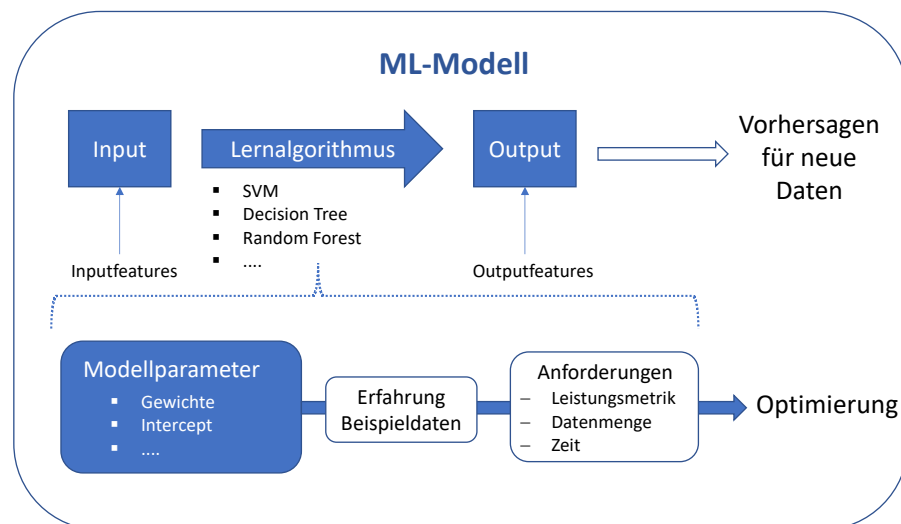 ML-Modell
Input
Lernalgorithmus
Output
Vorhersagen
für neue
Daten
▪ SVM
▪ Decision Tree
▪ Random Forest
▪ ....
Inputfeatures
Outputfeatures
Modellparameter
▪ Gewichte
▪ Intercept
▪ ....
Erfahrung
Beispieldaten
Anforderungen
– Leistungsmetrik
– Datenmenge
– Zeit
Optimierung